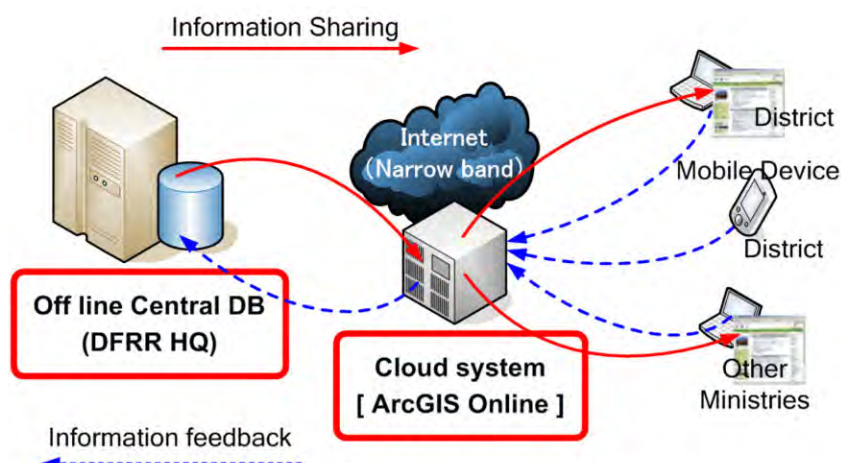 Information Sharing
Internet
(Narrow band)
District
Mobile Device
District
Off line Central DB
(DFRR HQ)
Cloud system
[ ArcGIS Online ]
Other
Ministries
Information feedback